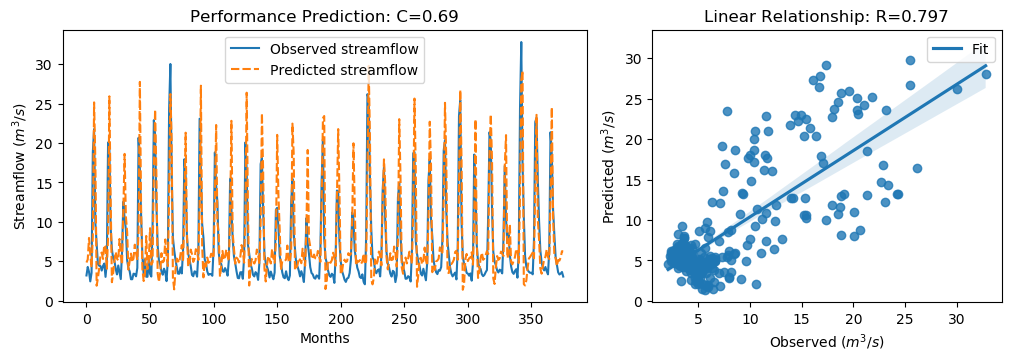 Performance Prediction: C=0.69
Observed streamflow
Predicted streamflow
Streamflow (m³/s)
30
25
20
15
10
5
0
0 50 100 150 200 250 300 350
Months
Linear Relationship: R=0.797
Fit
Predicted (m³/s)
30
25
20
15
10
5
0
5 10 15 20 25 30
Observed (m³/s)